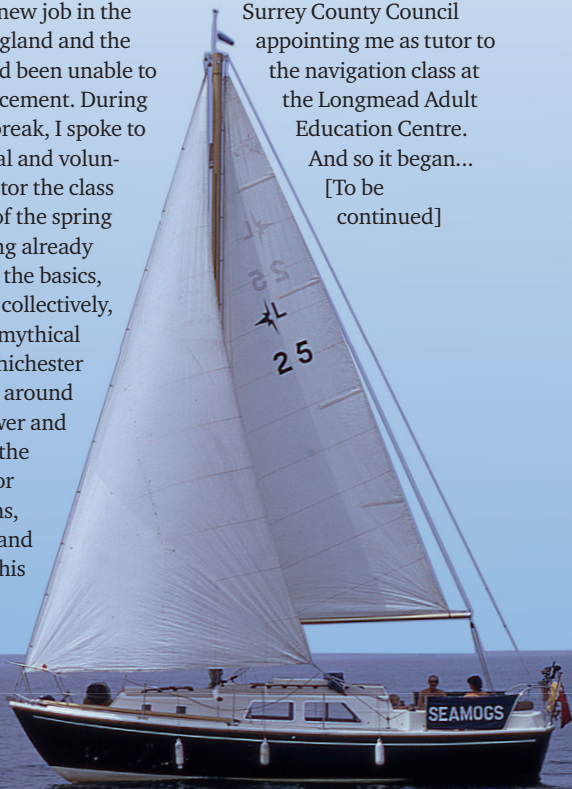 new job in the
gland and the
d been unable to
cement. During
break, I spoke to
al and volun-
tor the class
of the spring
ng already
the basics,
collectively,
mythical
hichester
around
wer and
the
or
ns,
and
his
Surrey County Council
appointing me as tutor to
the navigation class at
the Longmead Adult
Education Centre.
And so it began...
[To be
continued]
L
25
SEAMOGS